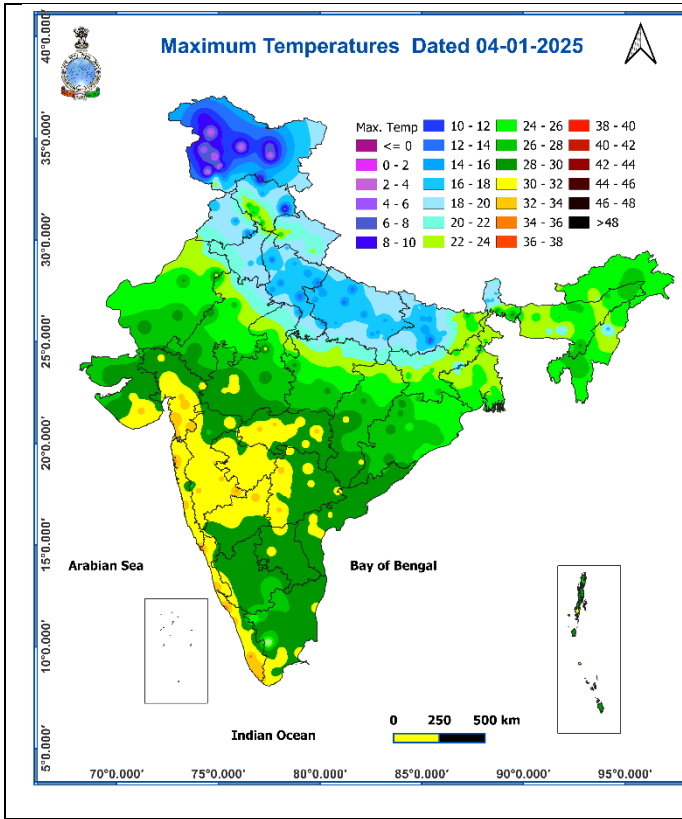 Maximum Temperatures Dated 04-01-2025
Max. Temp
<= 0
0 - 2
2 - 4
4 - 6
6 - 8
8 - 10
10 - 12
12 - 14
14 - 16
16 - 18
18 - 20
20 - 22
22 - 24
24 - 26
26 - 28
28 - 30
30 - 32
32 - 34
34 - 36
36 - 38
38 - 40
40 - 42
42 - 44
44 - 46
46 - 48
>48
40°0.000'
35°0.000'
30°0.000'
25°0.000'
20°0.000'
15°0.000'
10°0.000'
5°0.000'
Arabian Sea
Bay of Bengal
Indian Ocean
0 250 500 km
70°0.000' 75°0.000' 80°0.000' 85°0.000' 90°0.000' 95°0.000'